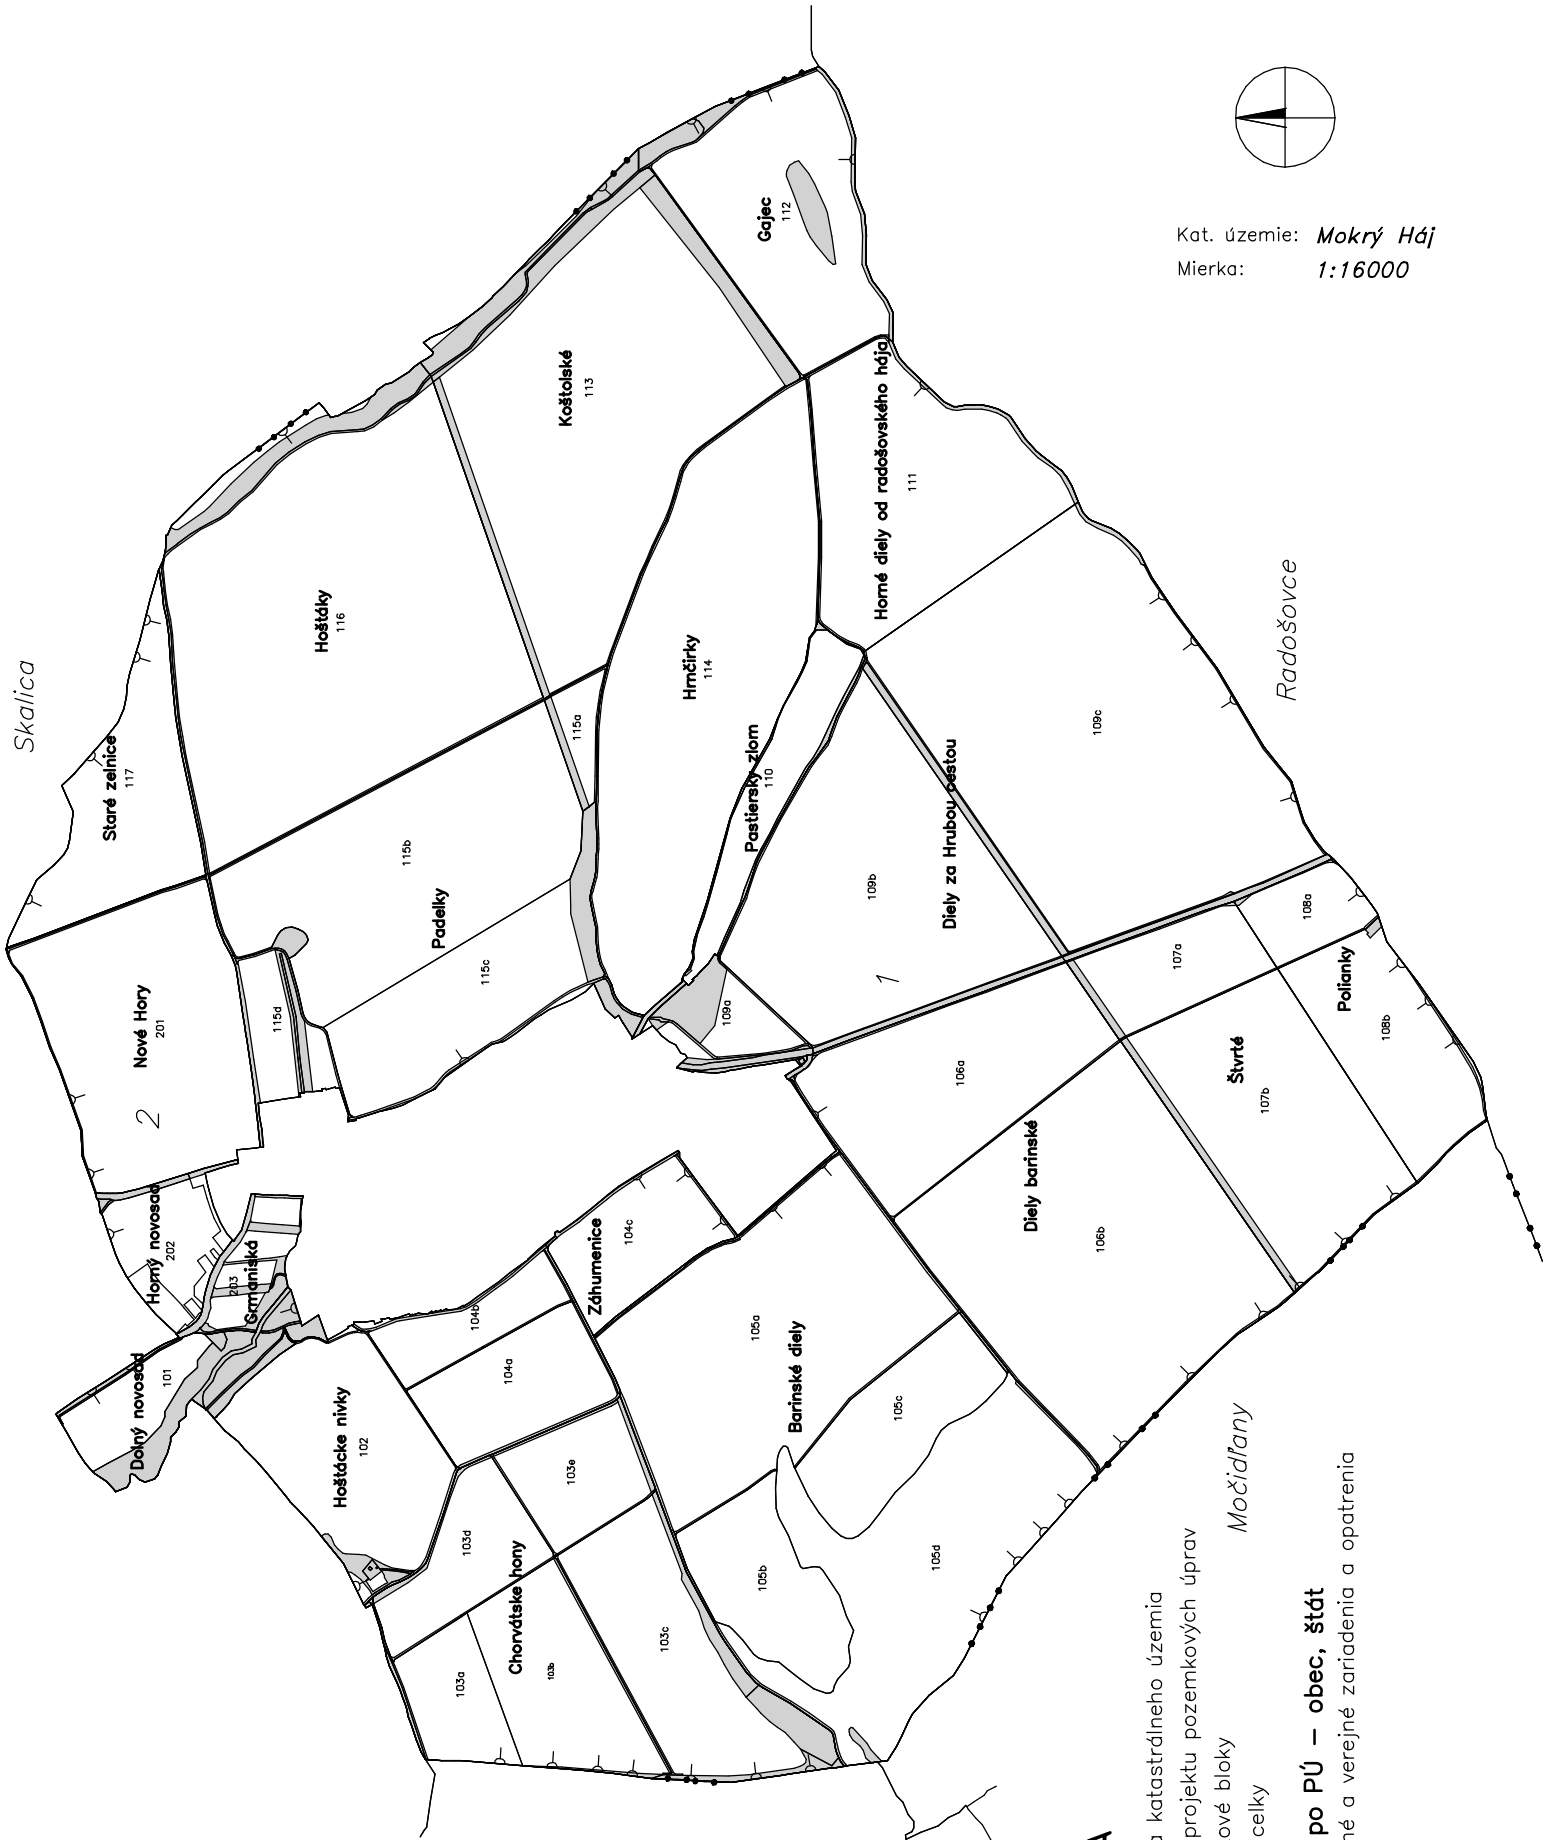 Kat. územie: Mokrý Háj
Mierka: 1:16000
Skalica
Radošovce
Močidľany
Gajec
112
Koštolské
113
Horné diely od radošovského hája
111
Hoštáky
116
Hrnčírky
114
Staré zelnice
117
115a
Pastierský zlom
110
109c
115b
Padelky
115c
115d
109b
Diely za Hrubou cestou
1
109a
108a
107a
Polianky
108b
Štvrté
107b
Nové Hory
201
2
106a
Diely barinské
106b
Horný novosad
202
203
Grmaniská
Dolný novosad
101
Záhumenice
104c
104b
104a
105a
Barinské diely
105c
Hoštácke nivky
102
103e
103d
Chorvátske hony
103a
103b
103c
105b
105d
katastrálneho územia
projektu pozemkových úprav
bloky
celky
po PÚ – obec, štát
a verejné zariadenia a opatrenia